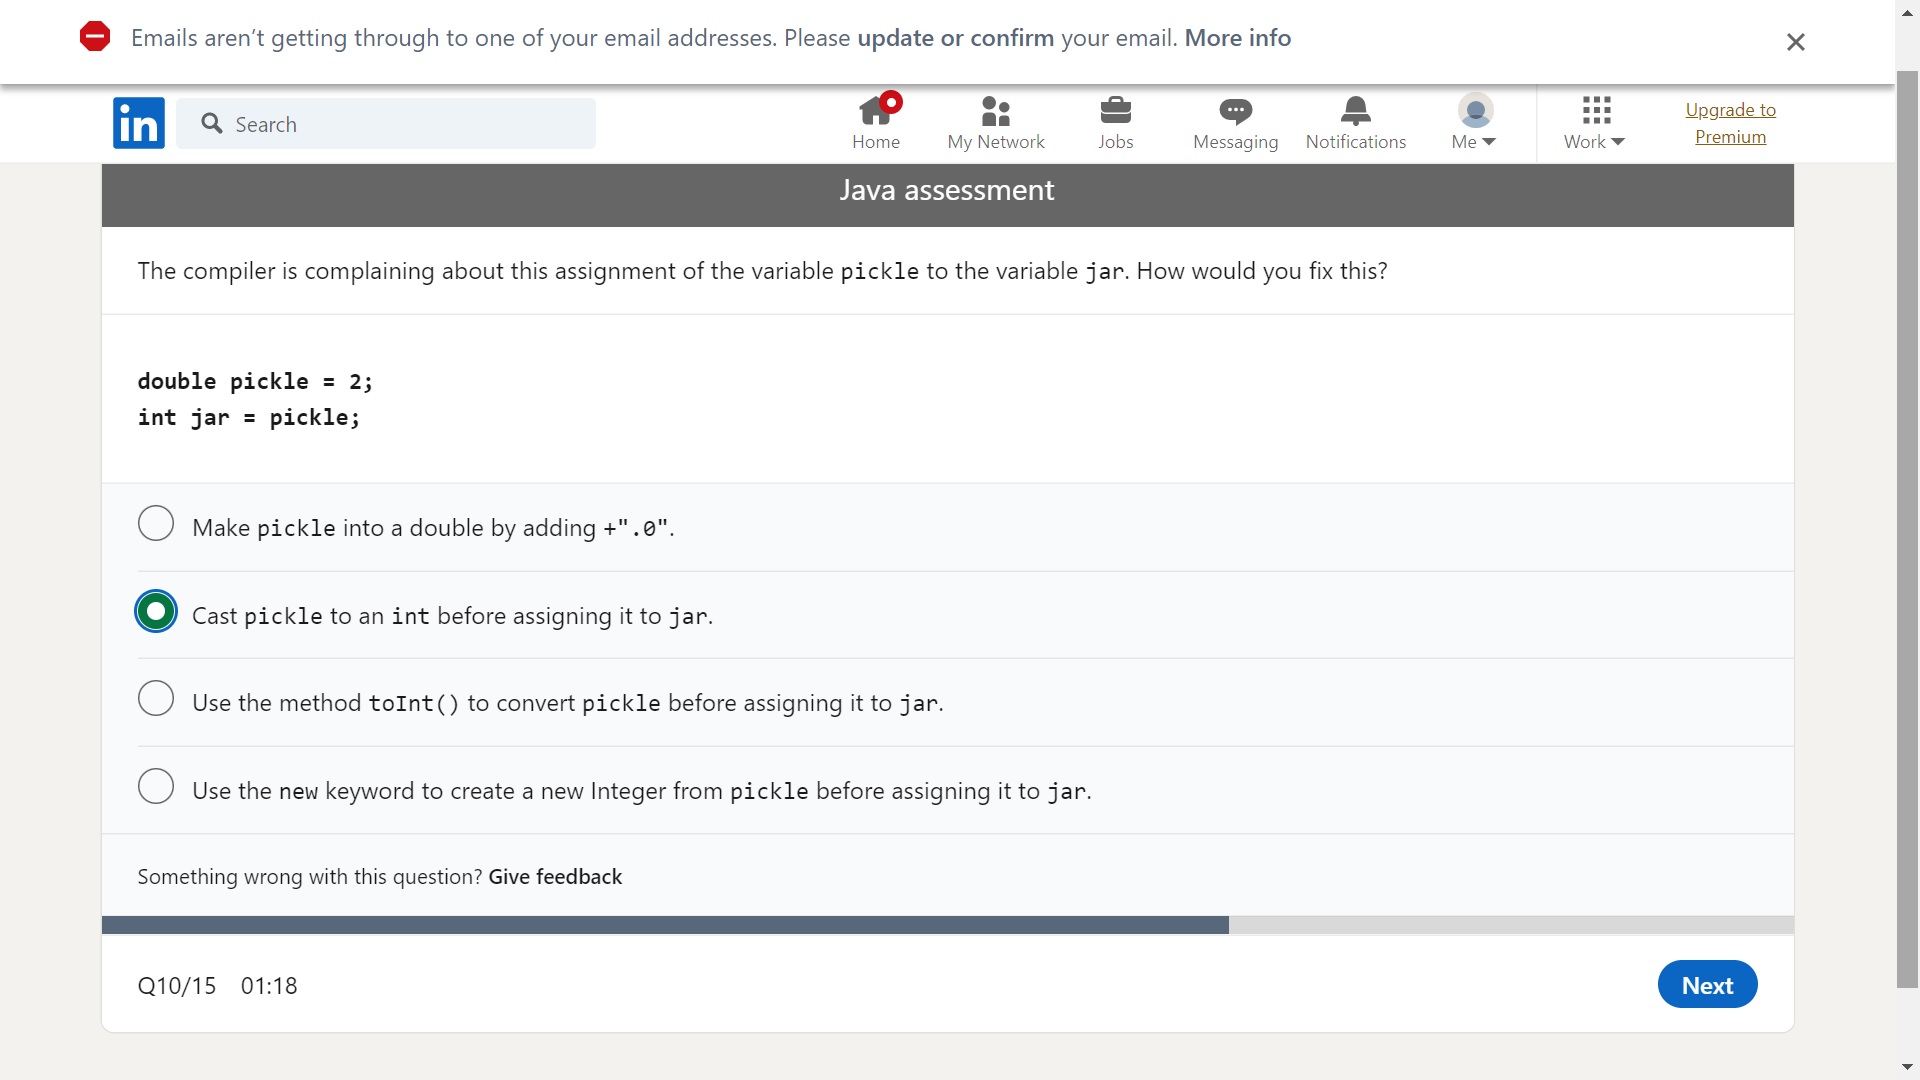 Emails aren't getting through to one of your email addresses. Please update or confirm your email. More info
in
Search
Home
My Network
Jobs
Messaging
Notifications
Me
Work
Upgrade to
Premium
Java assessment
The compiler is complaining about this assignment of the variable pickle to the variable jar. How would you fix this?
double pickle = 2;
int jar = pickle;
Make pickle into a double by adding +".0".
Cast pickle to an int before assigning it to jar.
Use the method toInt() to convert pickle before assigning it to jar.
Use the new keyword to create a new Integer from pickle before assigning it to jar.
Something wrong with this question? Give feedback
Q10/15 01:18
Next